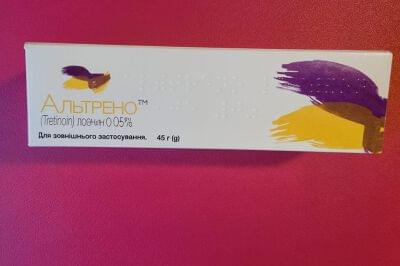 АЛЬТРЕНО™
(Tretinoin) лосьйон 0.05%
Для зовнішнього застосування. 45 г (g)